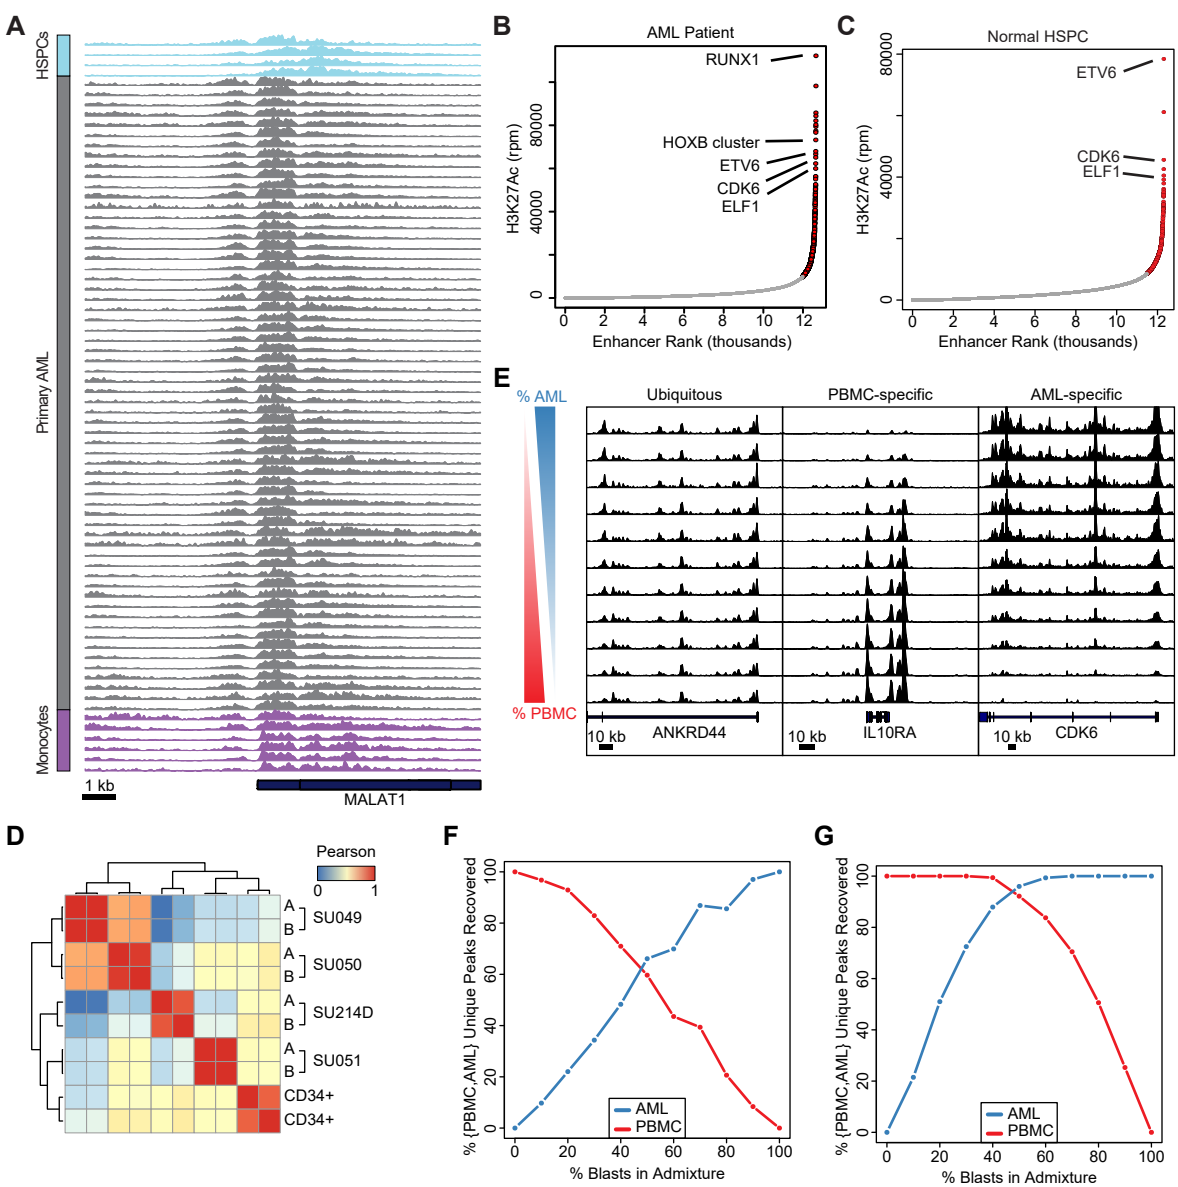 A
HSPCs
Primary AML
Monocytes
1 kb
MALAT1
B
AML Patient
H3K27Ac (rpm)
80000
40000
0
RUNX1
HOXB cluster
ETV6
CDK6
ELF1
0 2 4 6 8 10 12
Enhancer Rank (thousands)
C
Normal HSPC
H3K27Ac (rpm)
80000
40000
0
ETV6
CDK6
ELF1
0 2 4 6 8 10 12
Enhancer Rank (thousands)
E
% AML
% PBMC
Ubiquitous PBMC-specific AML-specific
10 kb ANKRD44
10 kb IL10RA
10 kb CDK6
D
Pearson
0 1
A
B
SU049
A
B
SU050
A
B
SU214D
A
B
SU051
CD34+
CD34+
F
% {PBMC,AML} Unique Peaks Recovered
100
80
60
40
20
0
AML
PBMC
0 20 40 60 80 100
% Blasts in Admixture
G
% {PBMC,AML} Unique Peaks Recovered
100
80
60
40
20
0
AML
PBMC
0 20 40 60 80 100
% Blasts in Admixture